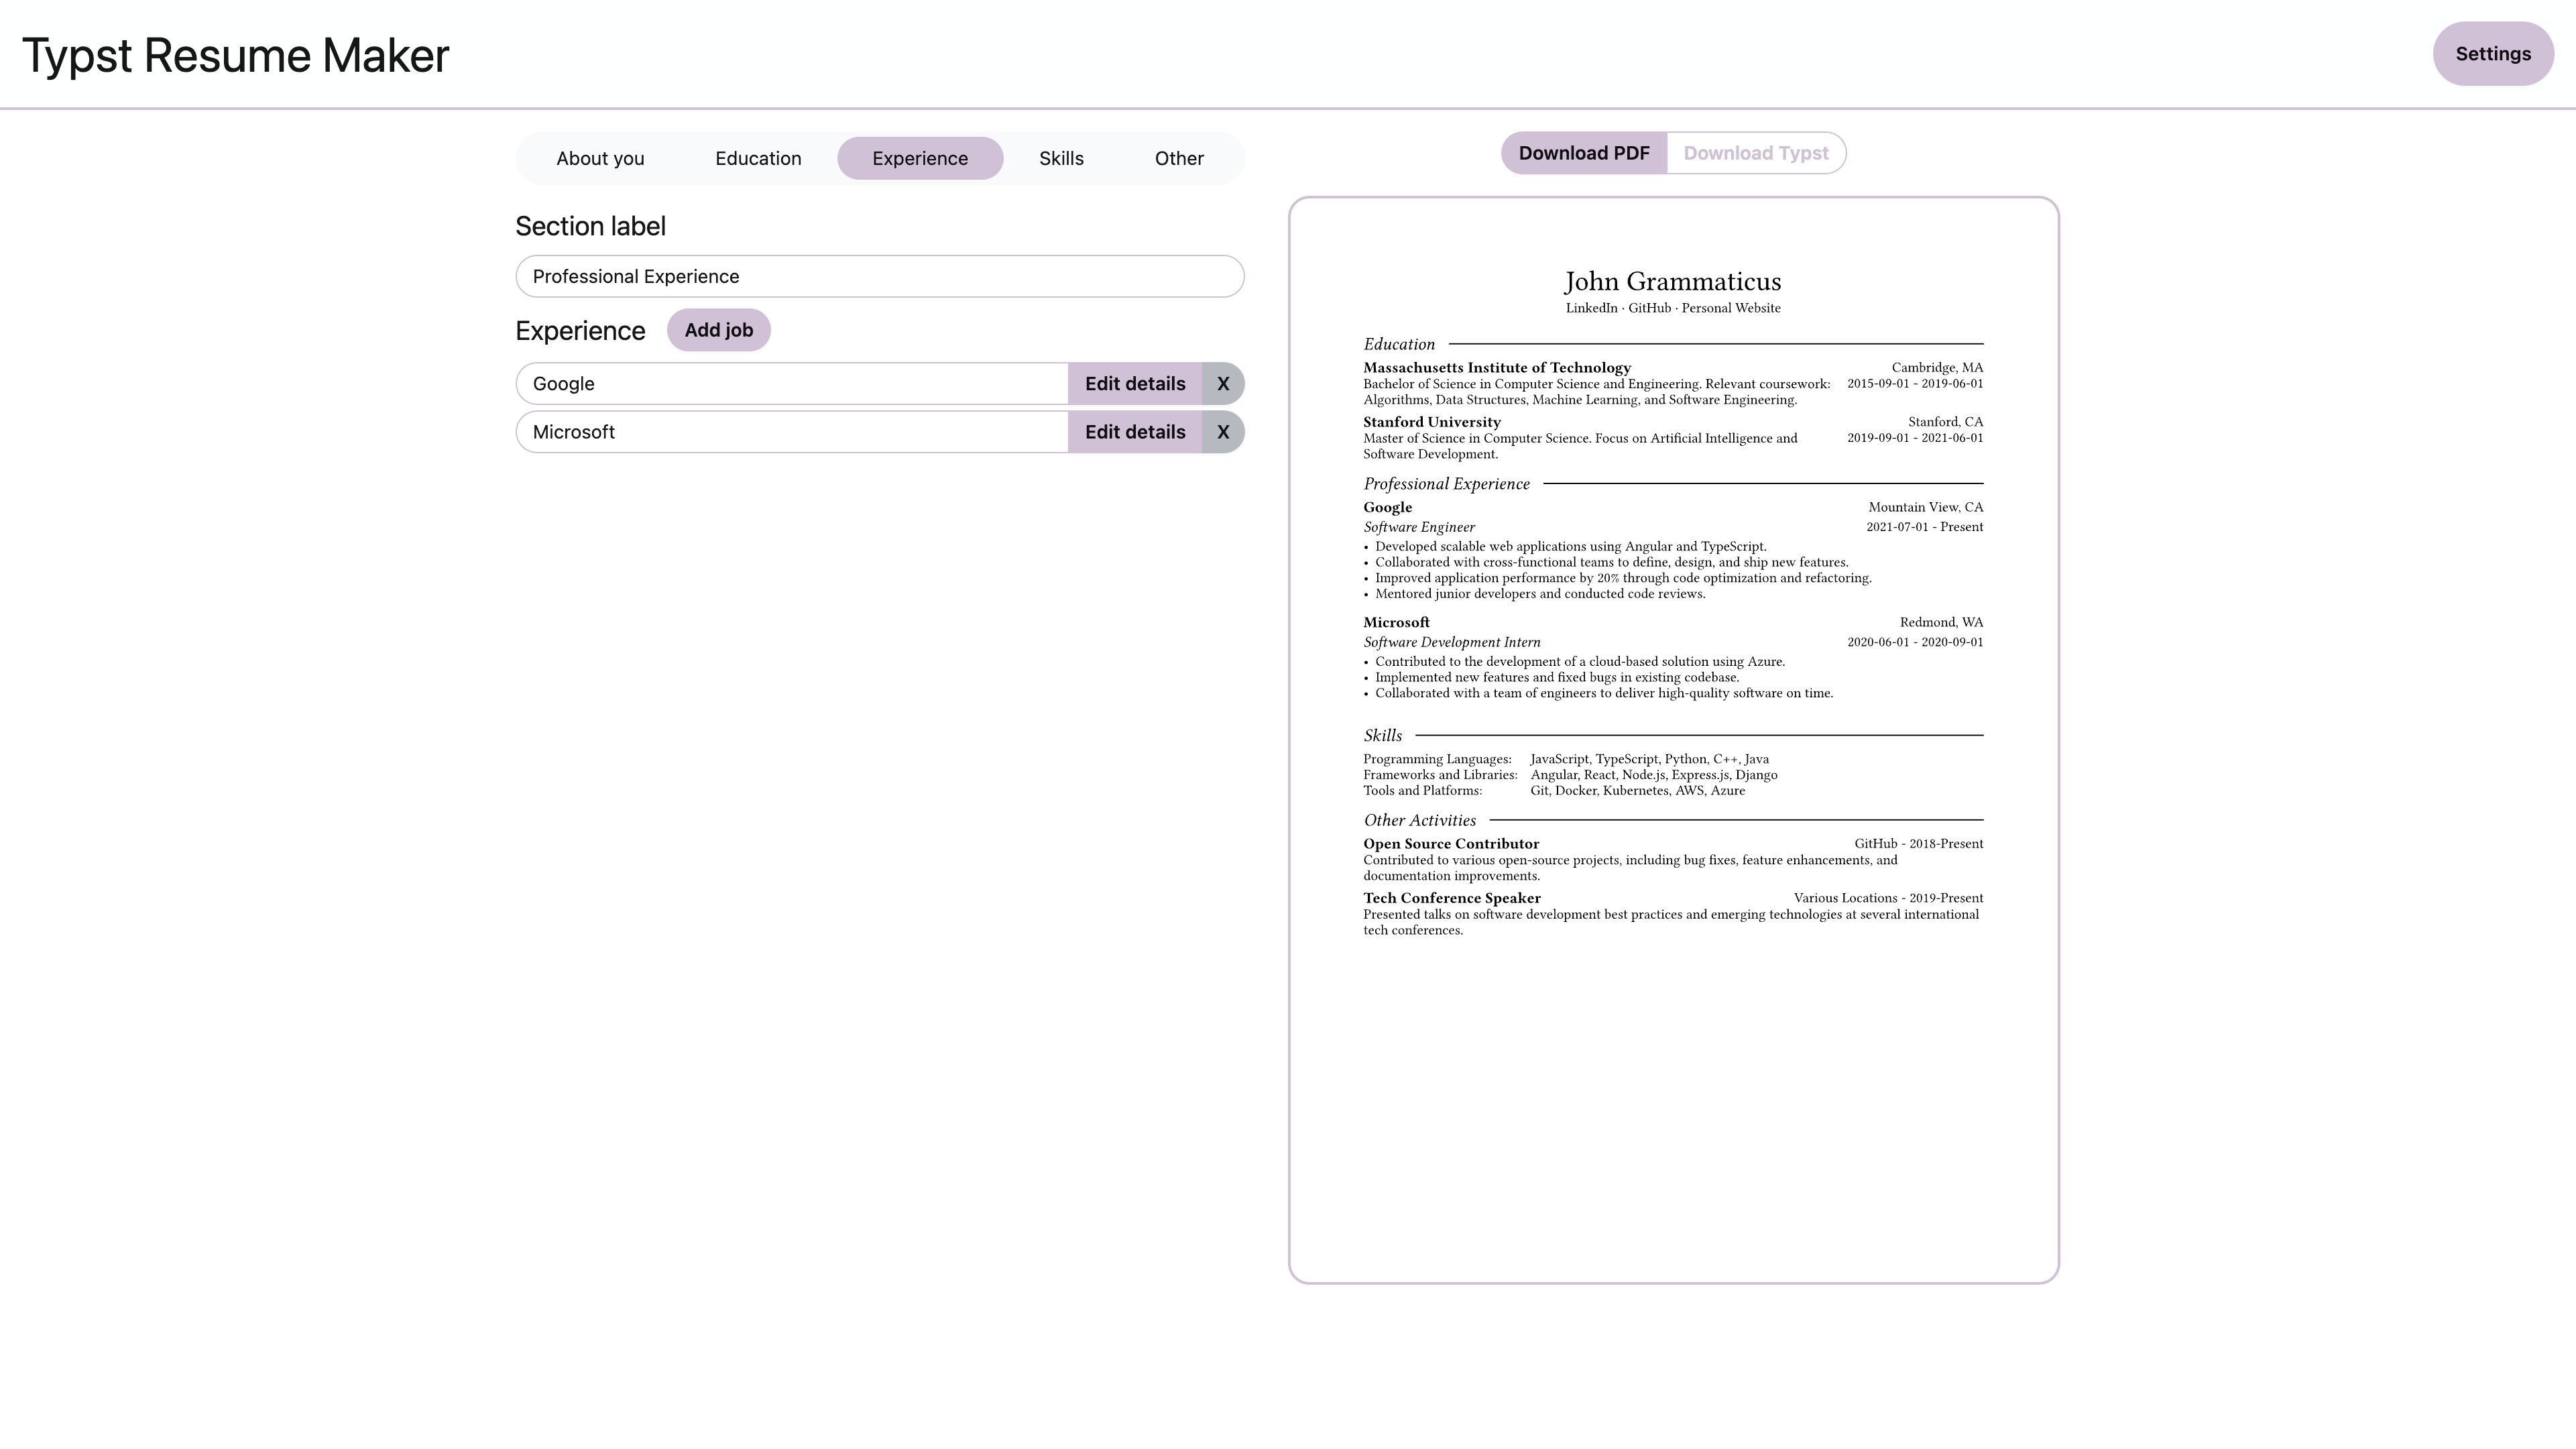 Typst Resume Maker
Settings
About you Education Experience Skills Other
Section label
Professional Experience
Experience Add job
Google Edit details X
Microsoft Edit details X
Download PDF Download Typst
John Grammaticus
LinkedIn · GitHub · Personal Website
Education
Massachusetts Institute of Technology Cambridge, MA
Bachelor of Science in Computer Science and Engineering. Relevant coursework: 2015-09-01 - 2019-06-01
Algorithms, Data Structures, Machine Learning, and Software Engineering.
Stanford University Stanford, CA
Master of Science in Computer Science. Focus on Artificial Intelligence and 2019-09-01 - 2021-06-01
Software Development.
Professional Experience
Google Mountain View, CA
Software Engineer 2021-07-01 - Present
• Developed scalable web applications using Angular and TypeScript.
• Collaborated with cross-functional teams to define, design, and ship new features.
• Improved application performance by 20% through code optimization and refactoring.
• Mentored junior developers and conducted code reviews.
Microsoft Redmond, WA
Software Development Intern 2020-06-01 - 2020-09-01
• Contributed to the development of a cloud-based solution using Azure.
• Implemented new features and fixed bugs in existing codebase.
• Collaborated with a team of engineers to deliver high-quality software on time.
Skills
Programming Languages: JavaScript, TypeScript, Python, C++, Java
Frameworks and Libraries: Angular, React, Node.js, Express.js, Django
Tools and Platforms: Git, Docker, Kubernetes, AWS, Azure
Other Activities
Open Source Contributor GitHub - 2018-Present
Contributed to various open-source projects, including bug fixes, feature enhancements, and
documentation improvements.
Tech Conference Speaker Various Locations - 2019-Present
Presented talks on software development best practices and emerging technologies at several international
tech conferences.